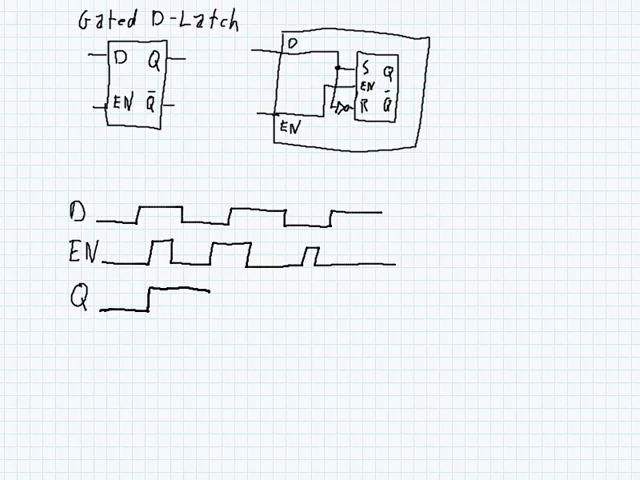 Gated D-Latch
D Q
EN Q̅
D
S Q
EN
R Q̅
EN
D
EN
Q